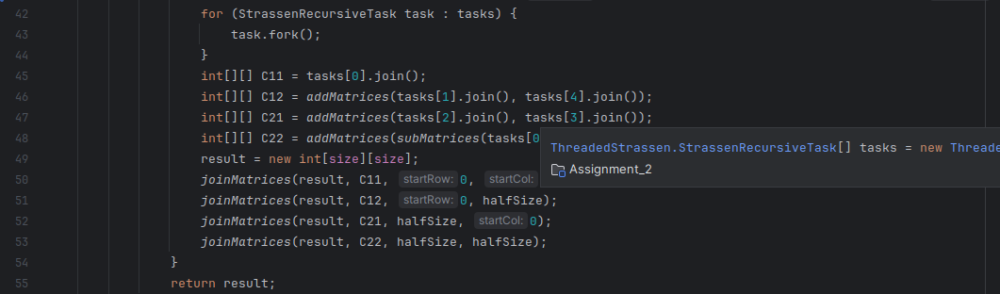 42 for (StrassenRecursiveTask task : tasks) {
43 task.fork();
44 }
45 int[][] C11 = tasks[0].join();
46 int[][] C12 = addMatrices(tasks[1].join(), tasks[4].join());
47 int[][] C21 = addMatrices(tasks[2].join(), tasks[3].join());
48 int[][] C22 = addMatrices(subMatrices(tasks[0
ThreadedStrassen.StrassenRecursiveTask[] tasks = new Threade
49 result = new int[size][size];
Assignment_2
50 joinMatrices(result, C11, startRow: 0, startCol:
51 joinMatrices(result, C12, startRow: 0, halfSize);
52 joinMatrices(result, C21, halfSize, startCol: 0);
53 joinMatrices(result, C22, halfSize, halfSize);
54 }
55 return result;